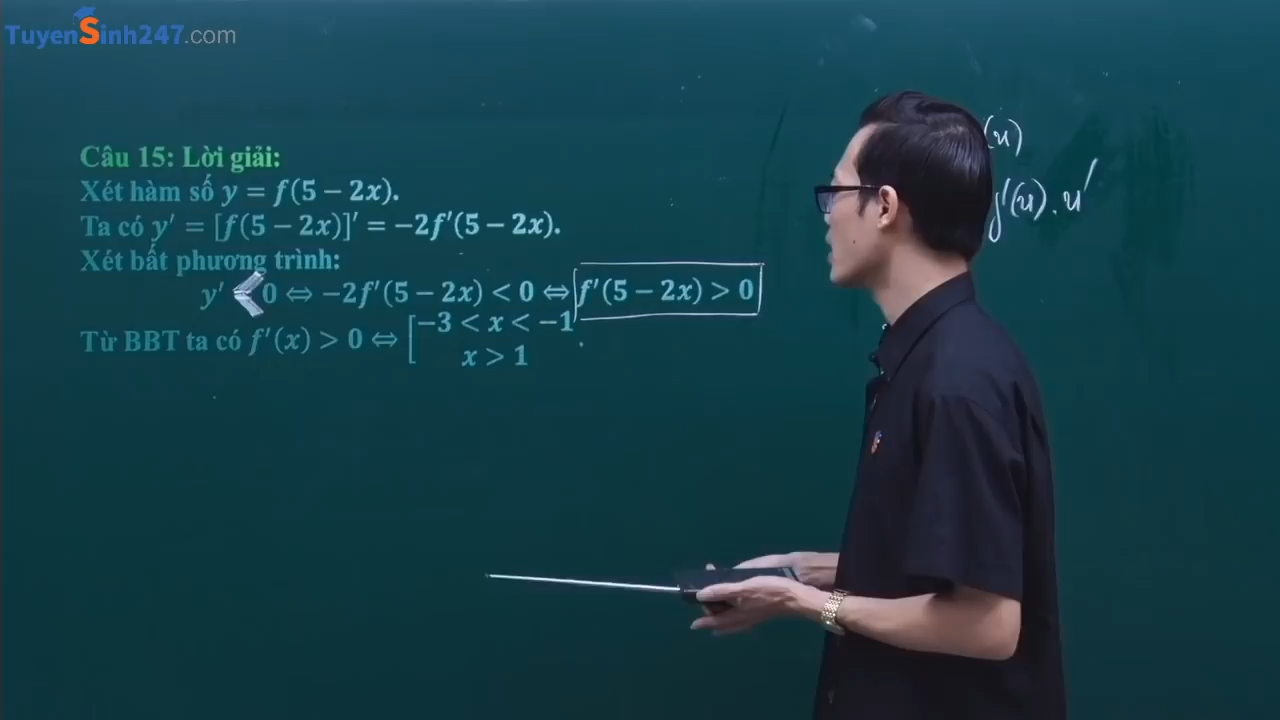 TuyenSinh247.com
Câu 15: Lời giải:
Xét hàm số y = f(5 − 2x).
Ta có y' = [f(5 − 2x)]' = −2f'(5 − 2x).
Xét bất phương trình:
y' < 0 ⇔ −2f'(5 − 2x) < 0 ⇔ f'(5 − 2x) > 0
Từ BBT ta có f'(x) > 0 ⇔ [−3 < x < −1
x > 1
(u)
f'(u).u'